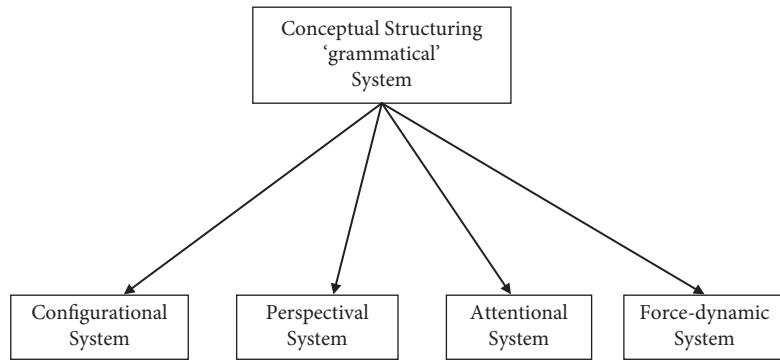 Conceptual Structuring
‘grammatical’
System
Configurational
System
Perspectival
System
Attentional
System
Force-dynamic
System